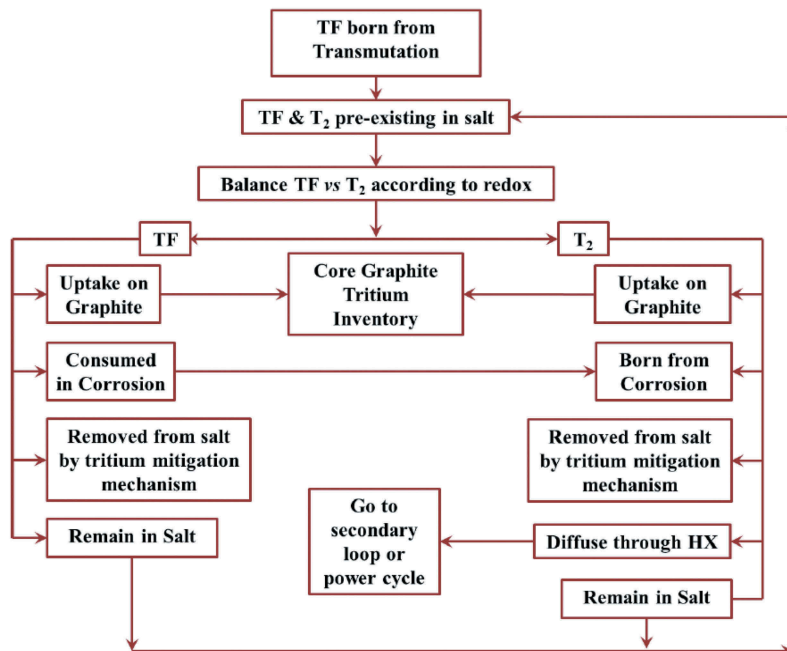 TF born from
Transmutation
TF & T₂ pre-existing in salt
Balance TF vs T₂ according to redox
TF
T₂
Uptake on
Graphite
Core Graphite
Tritium
Inventory
Uptake on
Graphite
Consumed
in Corrosion
Born from
Corrosion
Removed from salt
by tritium mitigation
mechanism
Removed from salt
by tritium mitigation
mechanism
Go to
secondary
loop or
power cycle
Remain in Salt
Diffuse through HX
Remain in Salt